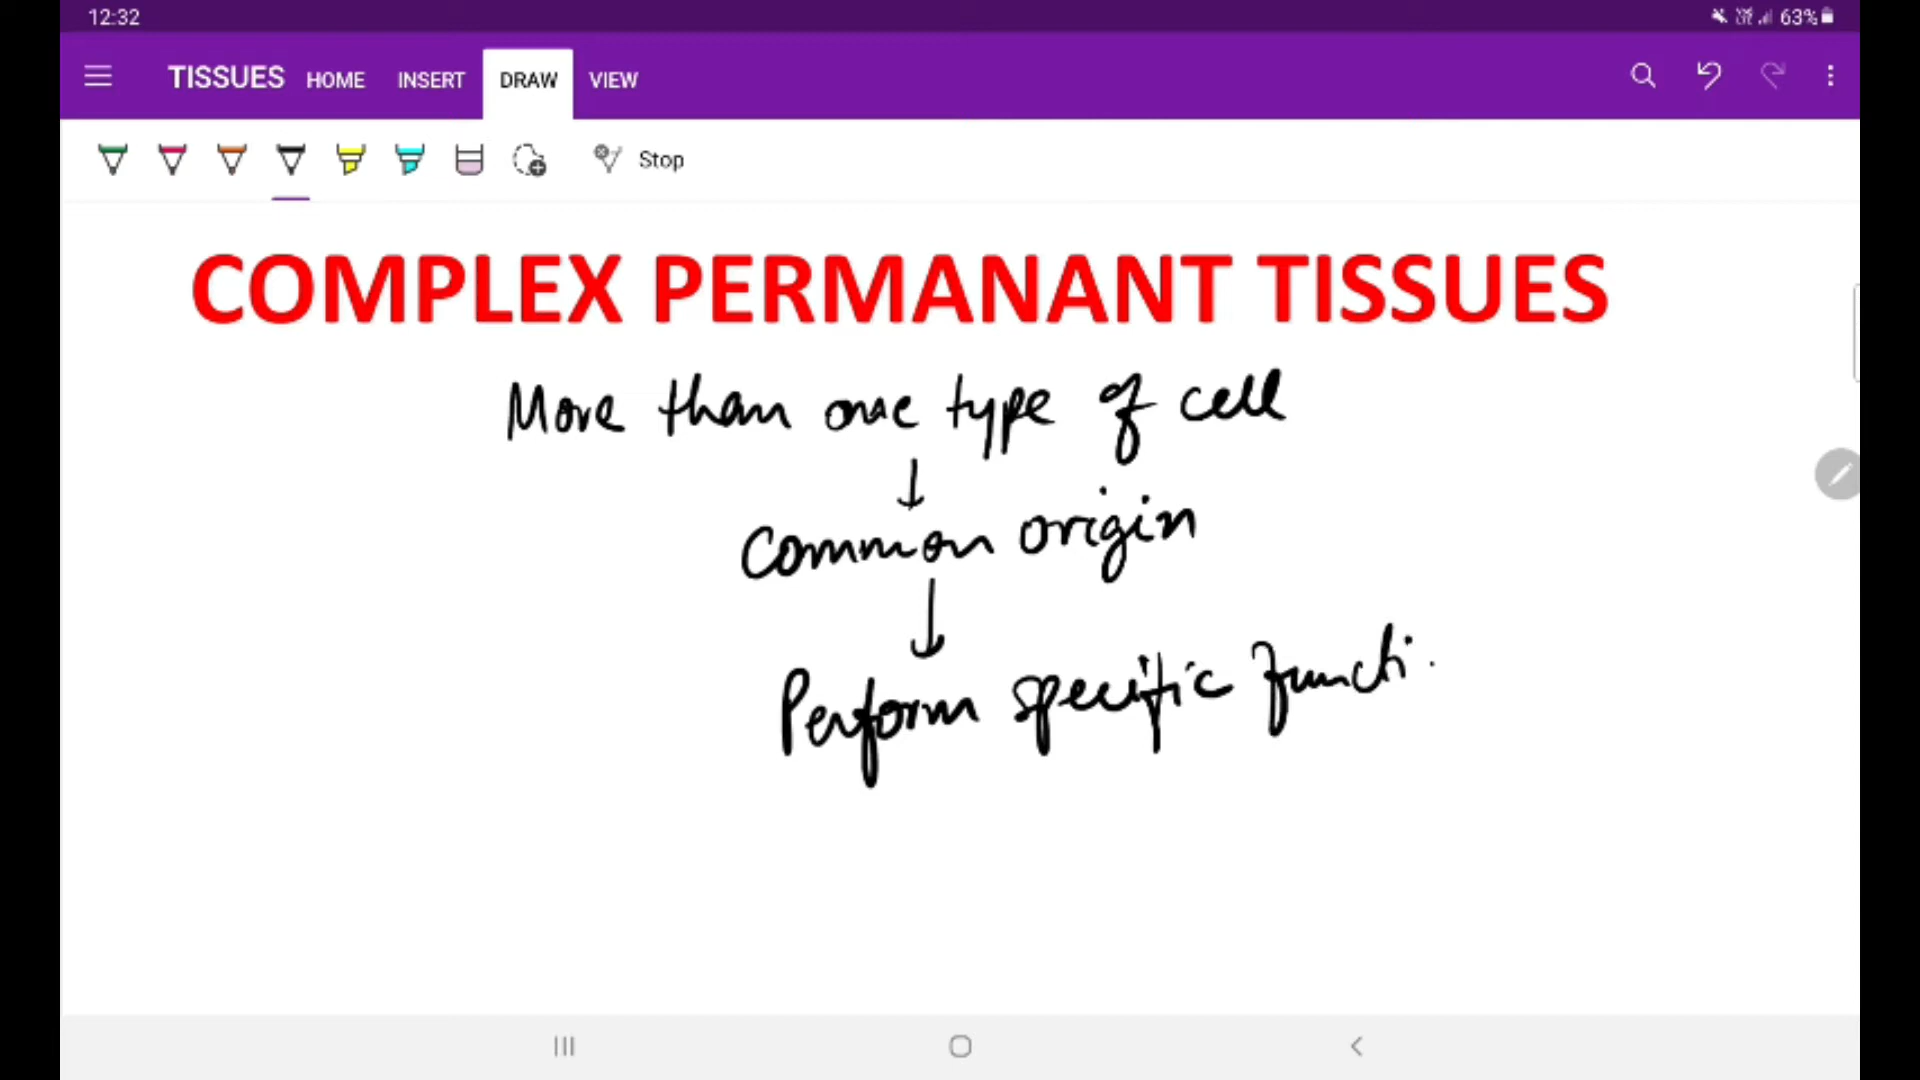 12:32
63%
TISSUES HOME INSERT DRAW VIEW
Stop
COMPLEX PERMANANT TISSUES
More than one type of cell
Common origin
Perform specific functi.